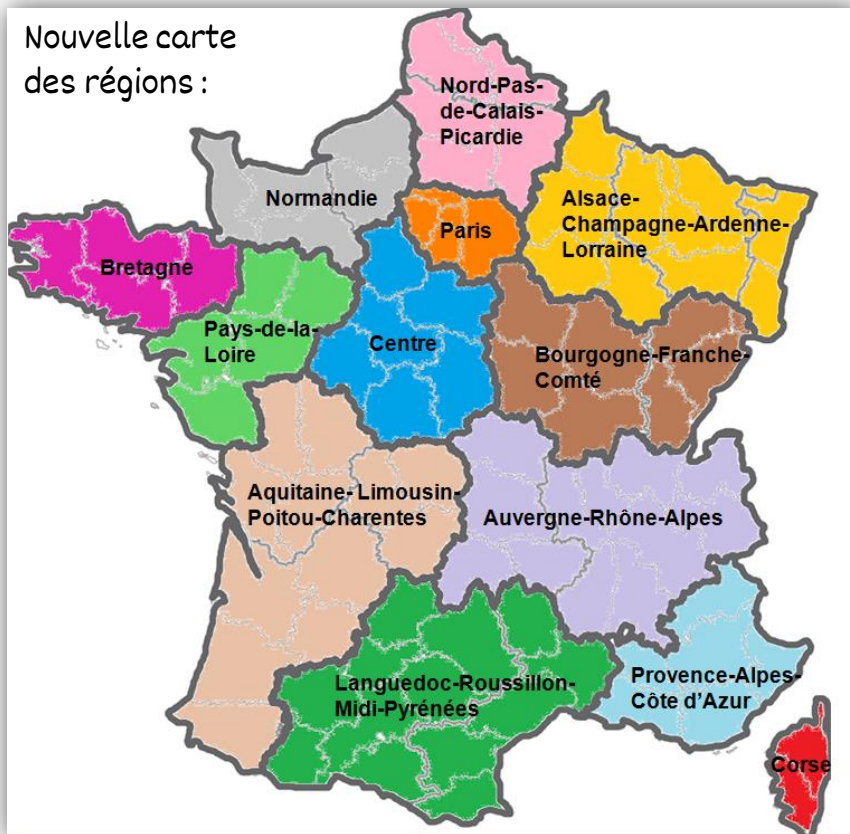 Nouvelle carte
des régions :
Nord-Pas-
de-Calais-
Picardie
Normandie
Paris
Alsace-
Champagne-Ardenne-
Lorraine
Bretagne
Pays-de-la-
Loire
Centre
Bourgogne-Franche-
Comté
Aquitaine- Limousin-
Poitou-Charentes
Auvergne-Rhône-Alpes
Languedoc-Roussillon-
Midi-Pyrénées
Provence-Alpes-
Côte d'Azur
Corse